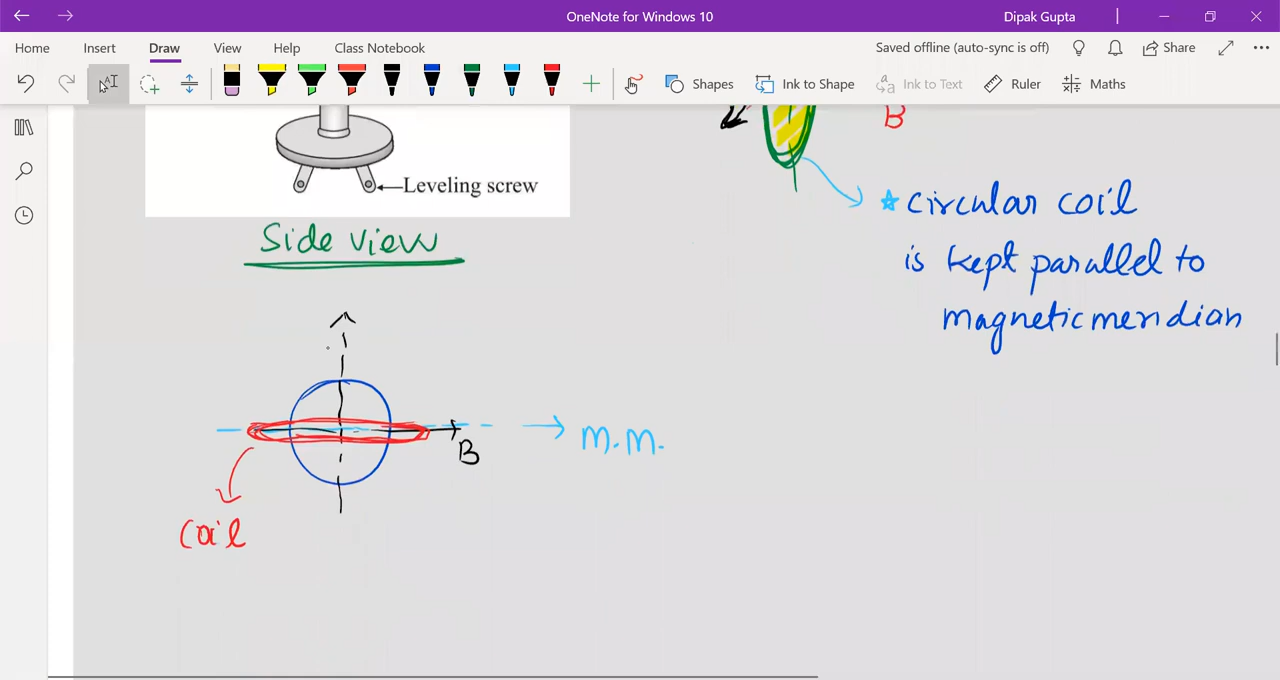 OneNote for Windows 10
Dipak Gupta
Home Insert Draw View Help Class Notebook
Saved offline (auto-sync is off)
Share
Shapes
Ink to Shape
Ink to Text
Ruler
Maths
B
Leveling screw
Side view
circular coil
is kept parallel to
magnetic meridian
B
m.m.
coil